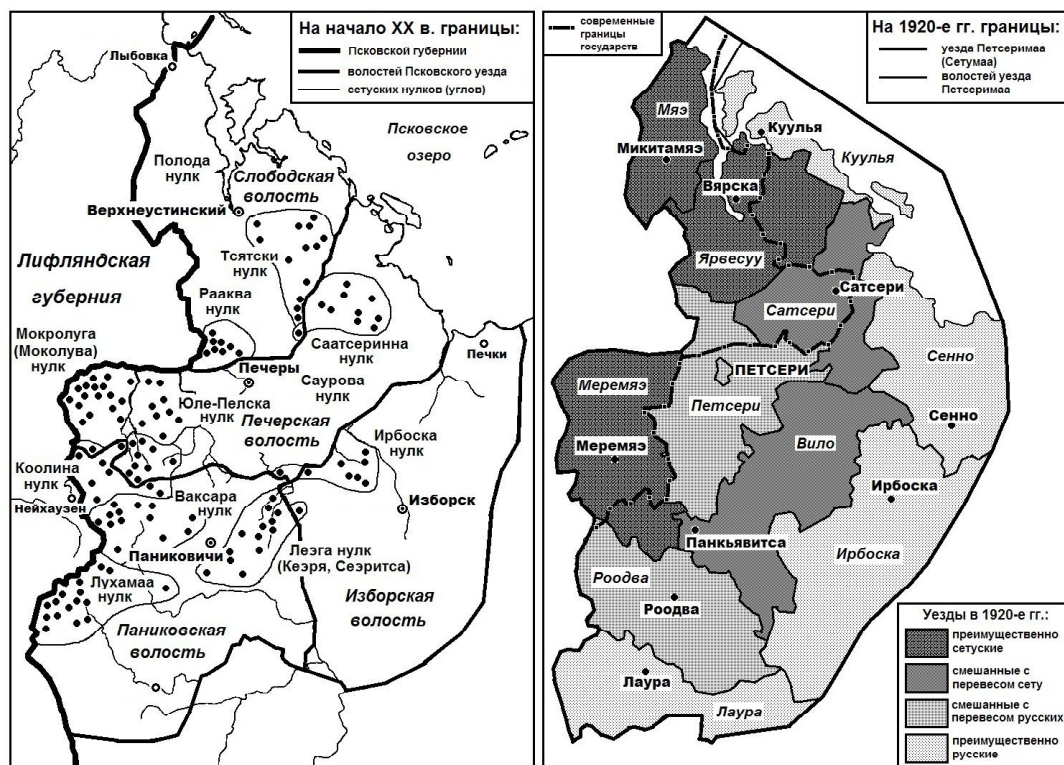 На начало XX в. границы:
Псковской губернии
волостей Псковского уезда
сетуских нулков (углов)
Лыбовка
Псковское
озеро
Полода
нулк
Слободская
волость
Верхнеустинский
Тсятски
нулк
Лифляндская
губерния
Рааква
нулк
Мокролуга
(Моколува)
Саатсеринна
нулк
Печки
Печеры
Саурова
нулк
Юле-Пелска
нулк
Печерская
волость
Ирбоска
нулк
Коолина
нулк
Нейхаузен
Ваксара
нулк
Изборск
Паниковичи
Леэга нулк
(Кеэря, Сеэритса)
Лухамаа
нулк
Изборская
волость
Паниковская
волость
современные
границы
государств
На 1920-е гг. границы:
уезда Петсеримаа
(Сетумаа)
волостей уезда
Петсеримаа
Мяэ
Куулья
Микитамяэ
Куулья
Вярска
Ярвесуу
Сатсери
Сатсери
ПЕТСЕРИ
Сенно
Меремяэ
Петсери
Сенно
Вило
Меремяэ
Ирбоска
Панкьявитса
Ирбоска
Роодва
Роодва
Лаура
Лаура
Уезды в 1920-е гг.:
преимущественно
сетуские
смешанные с
перевесом сету
смешанные с
перевесом русских
преимущественно
русские